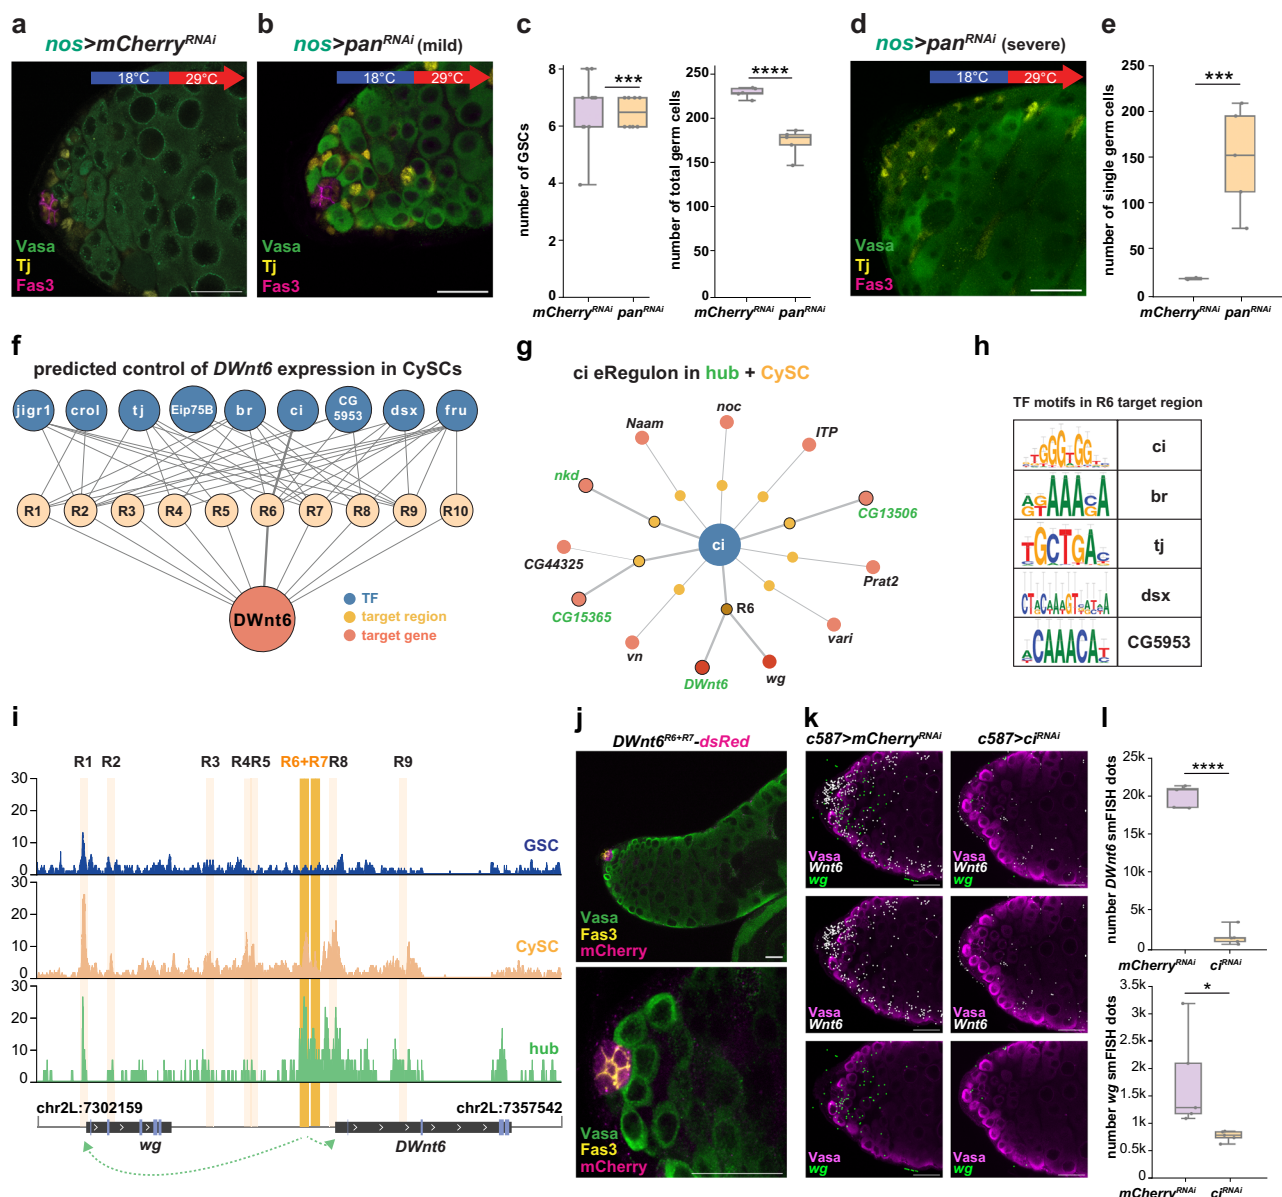 a
nos>mCherryRNAi
18°C
29°C
Vasa
Tj
Fas3
b
nos>panRNAi (mild)
18°C
29°C
Vasa
Tj
Fas3
c
number of GSCs
8
6
4
2
0
***
mCherryRNAi panRNAi
number of total germ cells
250
200
150
100
50
0
****
mCherryRNAi panRNAi
d
nos>panRNAi (severe)
18°C
29°C
Vasa
Tj
Fas3
e
number of single germ cells
250
200
150
100
50
0
***
mCherryRNAi panRNAi
f
predicted control of DWnt6 expression in CySCs
jigr1 crol tj Eip75B br ci CG5953 dsx fru
R1 R2 R3 R4 R5 R6 R7 R8 R9 R10
DWnt6
TF
target region
target gene
g
ci eRegulon in hub + CySC
noc
Naam
ITP
nkd
CG13506
ci
CG44325
Prat2
CG15365
R6
vari
vn
DWnt6
wg
h
TF motifs in R6 target region
ci
br
tj
dsx
CG5953
i
R1 R2 R3 R4R5 R6+R7 R8 R9
30
20
10
0
GSC
30
20
10
0
CySC
30
20
10
0
hub
chr2L:7302159
chr2L:7357542
wg
DWnt6
j
DWnt6R6+R7-dsRed
Vasa
Fas3
mCherry
Vasa
Fas3
mCherry
k
c587>mCherryRNAi
c587>ciRNAi
Vasa
Wnt6
wg
Vasa
Wnt6
wg
Vasa
Wnt6
Vasa
Wnt6
Vasa
wg
Vasa
wg
l
number DWnt6 smFISH dots
25k
20k
15k
10k
5k
0
****
mCherryRNAi ciRNAi
number wg smFISH dots
3.5k
3k
2.5k
2k
1.5k
1k
0.5k
0
*
mCherryRNAi ciRNAi